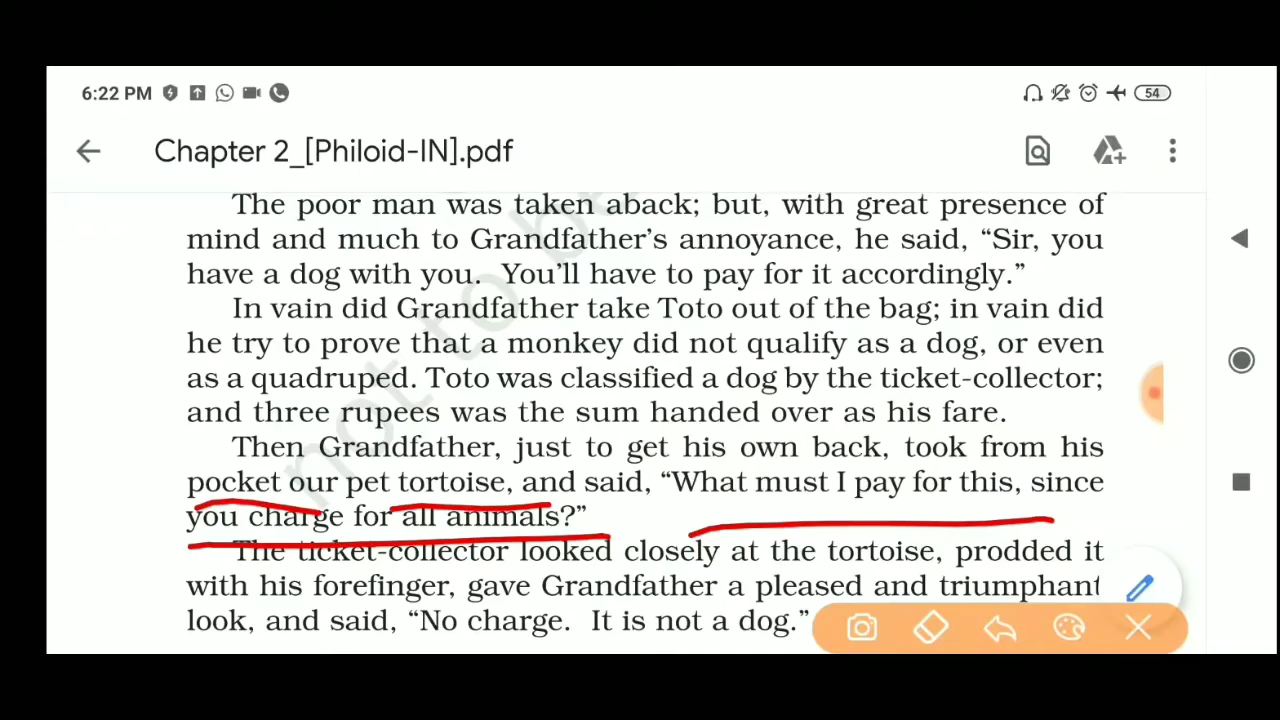 6:22 PM 54
Chapter 2_[Philoid-IN].pdf
The poor man was taken aback; but, with great presence of
mind and much to Grandfather's annoyance, he said, “Sir, you
have a dog with you. You'll have to pay for it accordingly.”
In vain did Grandfather take Toto out of the bag; in vain did
he try to prove that a monkey did not qualify as a dog, or even
as a quadruped. Toto was classified a dog by the ticket-collector;
and three rupees was the sum handed over as his fare.
Then Grandfather, just to get his own back, took from his
pocket our pet tortoise, and said, “What must I pay for this, since
you charge for all animals?”
The ticket-collector looked closely at the tortoise, prodded it
with his forefinger, gave Grandfather a pleased and triumphant
look, and said, “No charge. It is not a dog.”
not to be